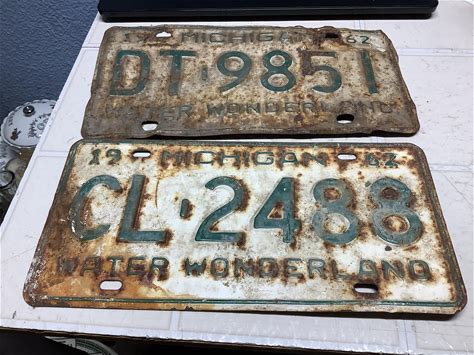 19 MICHIGAN 62
DT·9851
WATER WONDERLAND
19 MICHIGAN 62
CL·2488
WATER WONDERLAND